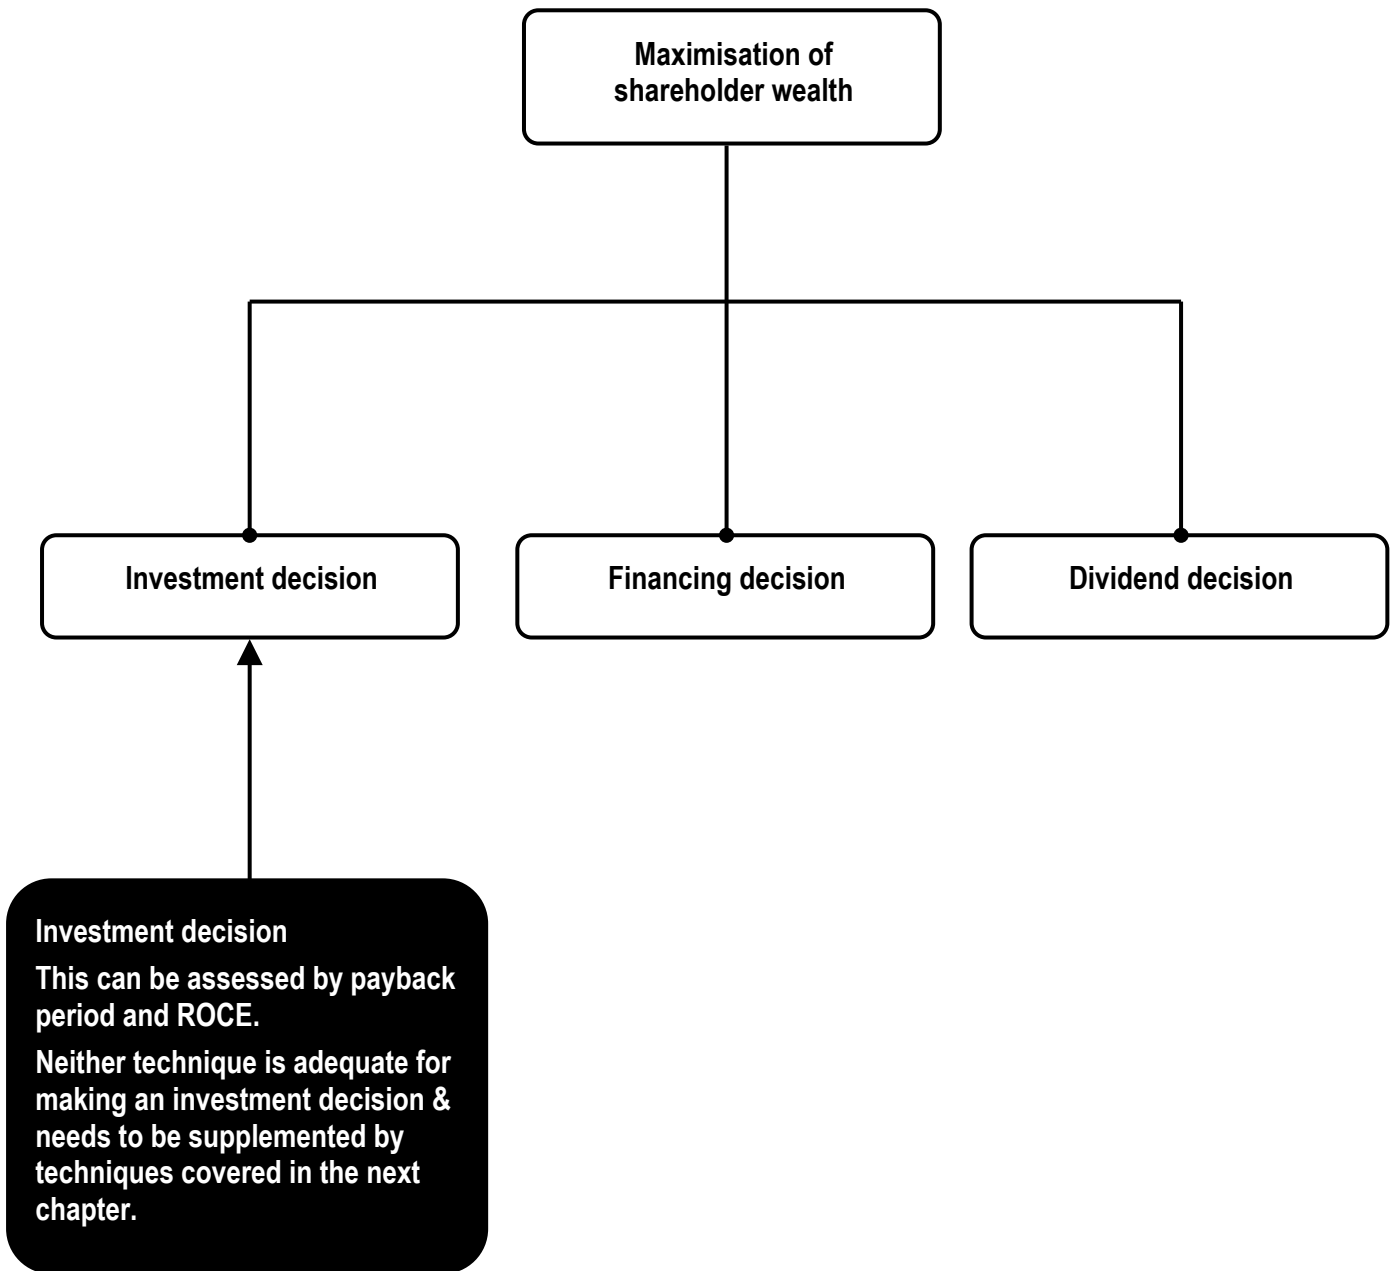 Maximisation of
shareholder wealth
Investment decision
Financing decision
Dividend decision
Investment decision
This can be assessed by payback
period and ROCE.
Neither technique is adequate for
making an investment decision &
needs to be supplemented by
techniques covered in the next
chapter.